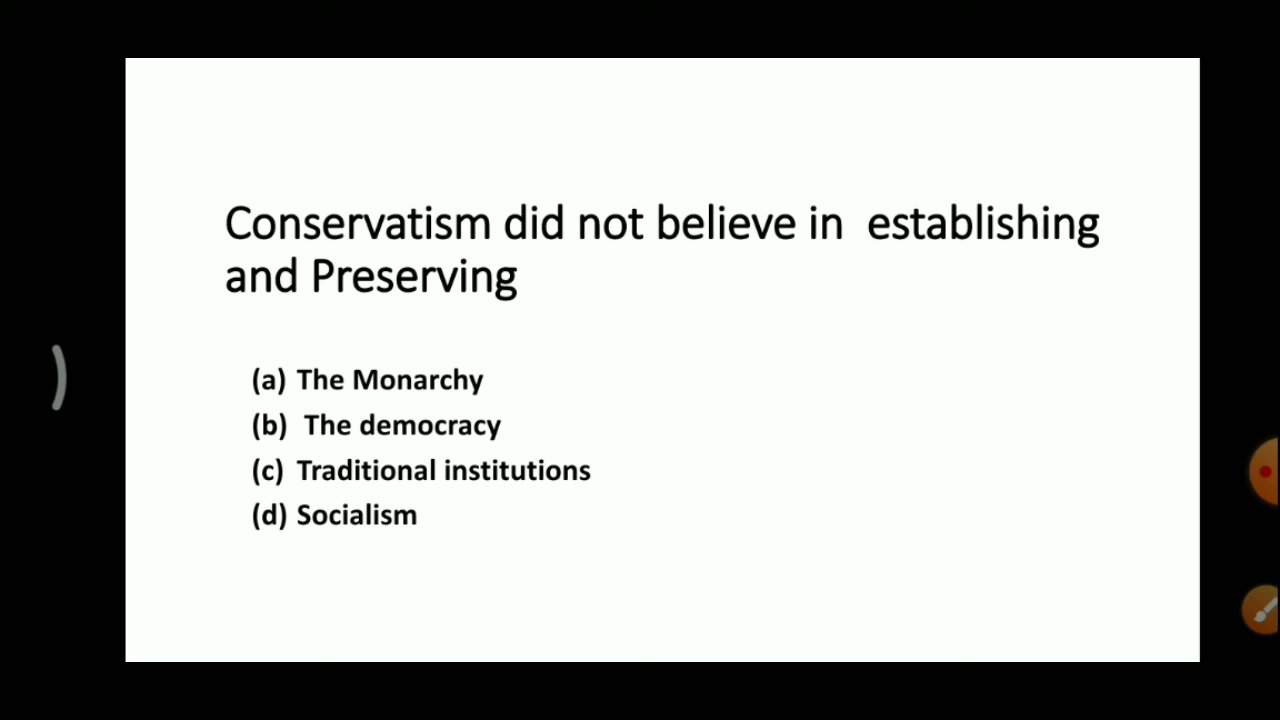 Conservatism did not believe in establishing
and Preserving
(a) The Monarchy
(b) The democracy
(c) Traditional institutions
(d) Socialism